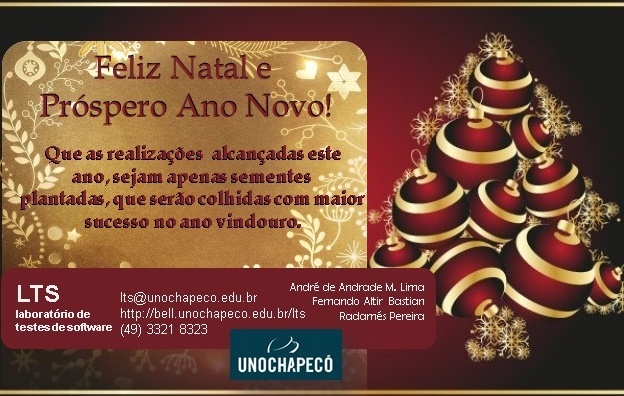 Feliz Natal e
Próspero Ano Novo!
Que as realizações alcançadas este
ano, sejam apenas sementes
plantadas, que serão colhidas com maior
sucesso no ano vindouro.
LTS
laboratório de
testes de software
lts@unochapeco.edu.br
http://bell.unochapeco.edu.br/lts
(49) 3321 8323
André de Andrade M. Lima
Fernando Altir Bastian
Radamés Pereira
UNOCHAPECÓ